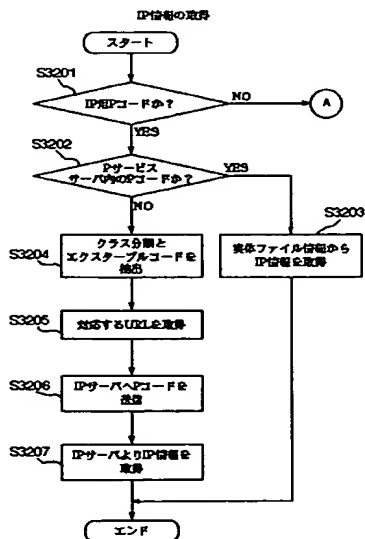 IP情報の取得
スタート
S3201
IP用Pコードか?
NO
A
YES
S3202
Pサービス
サーバ内のPコードか?
YES
NO
S3203
実体ファイル情報から
IP情報を取得
S3204
クラス分類と
エクスターブルコードを
抽出
S3205
対応するURLを取得
S3206
IPサーバへPコードを
送信
S3207
IPサーバよりIP情報を
取得
エンド